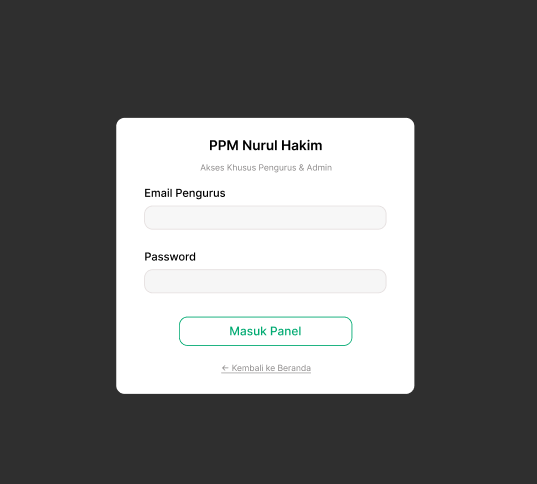 PPM Nurul Hakim
Akses Khusus Pengurus & Admin
Email Pengurus
Password
Masuk Panel
← Kembali ke Beranda